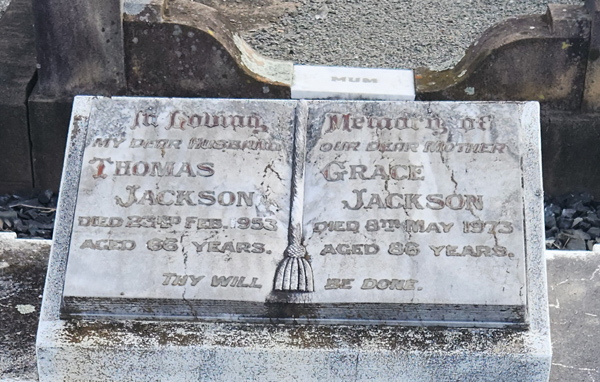 MUM
In Loving Memory of
MY DEAR HUSBAND
THOMAS
JACKSON.
DIED 23RD FEB. 1953
AGED 66 YEARS.
OUR DEAR MOTHER
GRACE
JACKSON
DIED 8TH MAY 1973
AGED 86 YEARS.
THY WILL BE DONE.